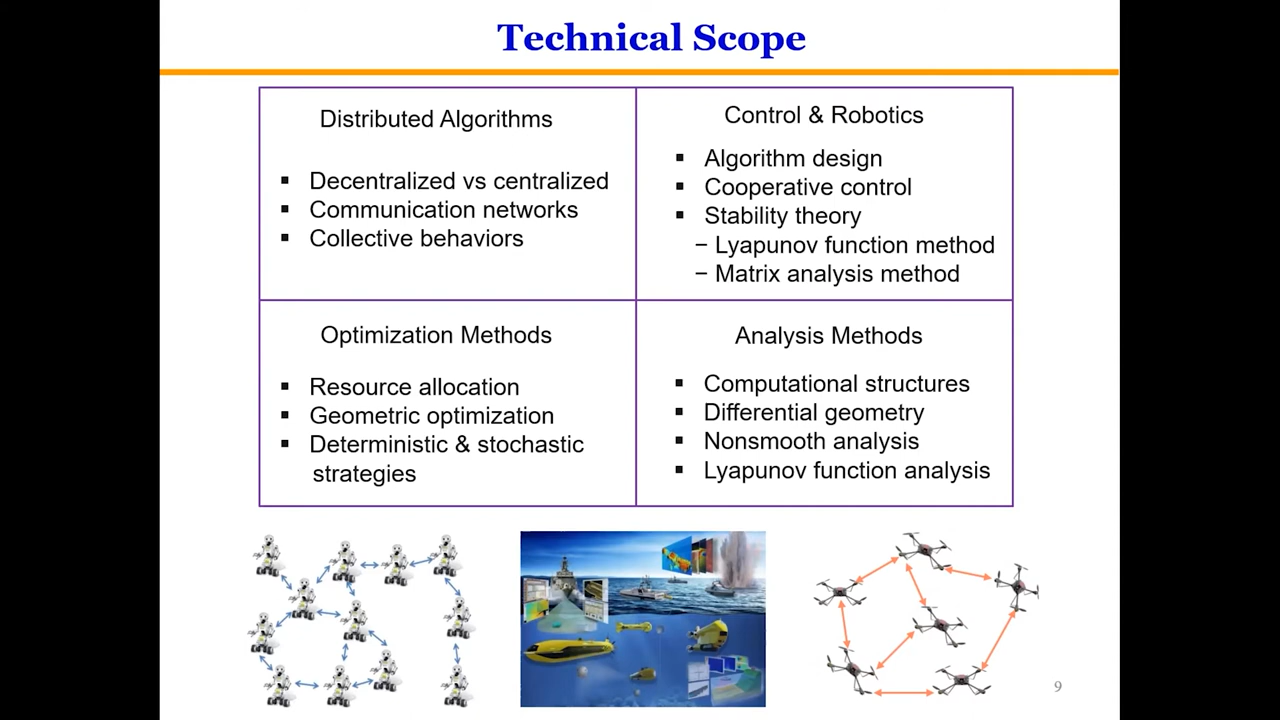 Technical Scope
Distributed Algorithms
▪ Decentralized vs centralized
▪ Communication networks
▪ Collective behaviors
Control & Robotics
▪ Algorithm design
▪ Cooperative control
▪ Stability theory
− Lyapunov function method
− Matrix analysis method
Optimization Methods
▪ Resource allocation
▪ Geometric optimization
▪ Deterministic & stochastic
strategies
Analysis Methods
▪ Computational structures
▪ Differential geometry
▪ Nonsmooth analysis
▪ Lyapunov function analysis
9